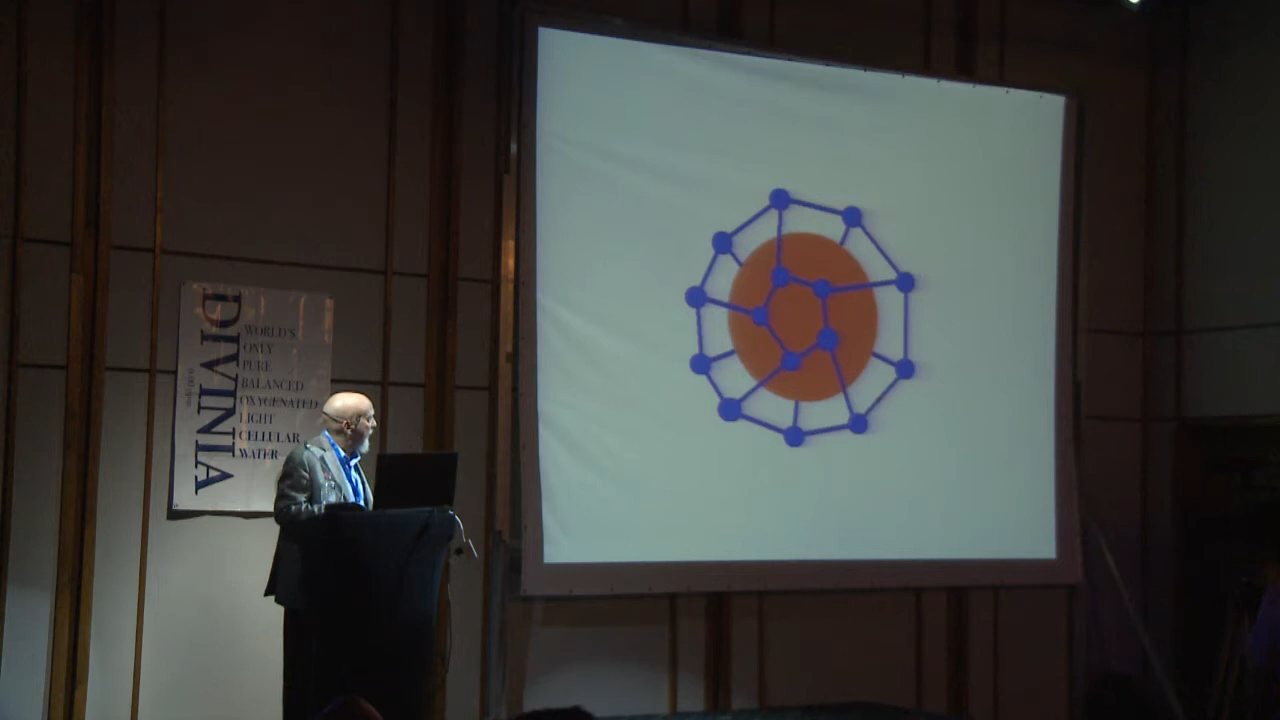 DIVINIA
WORLD'S
ONLY
PURE
BALANCED
OXYGENATED
LIGHT
CELLULAR
WATER